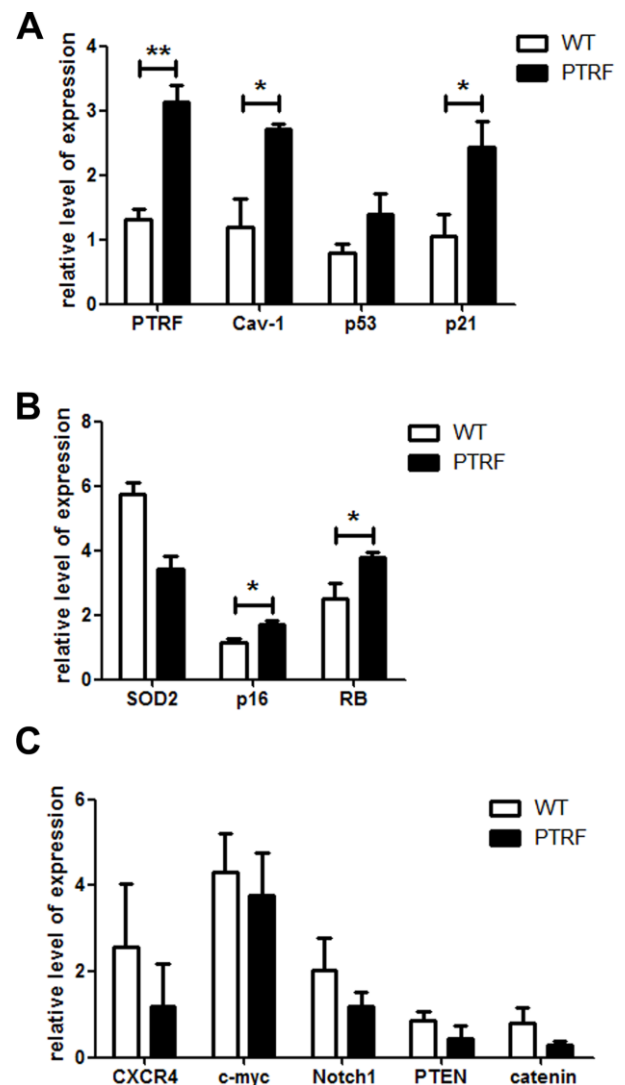 A
WT
PTRF
relative level of expression
4
3
2
1
0
**
*
*
PTRF Cav-1 p53 p21
B
WT
PTRF
relative level of expression
8
6
4
2
0
*
*
SOD2 p16 RB
C
WT
PTRF
relative level of expression
6
4
2
0
CXCR4 c-myc Notch1 PTEN catenin